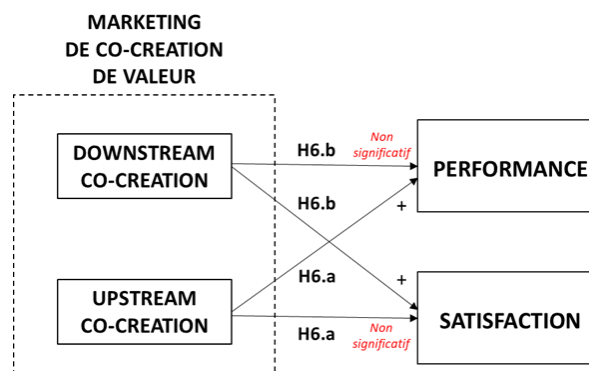 MARKETING
DE CO-CREATION
DE VALEUR
DOWNSTREAM
CO-CREATION
H6.b
Non
significatif
PERFORMANCE
H6.b
+
H6.a
+
UPSTREAM
CO-CREATION
H6.a
Non
significatif
SATISFACTION